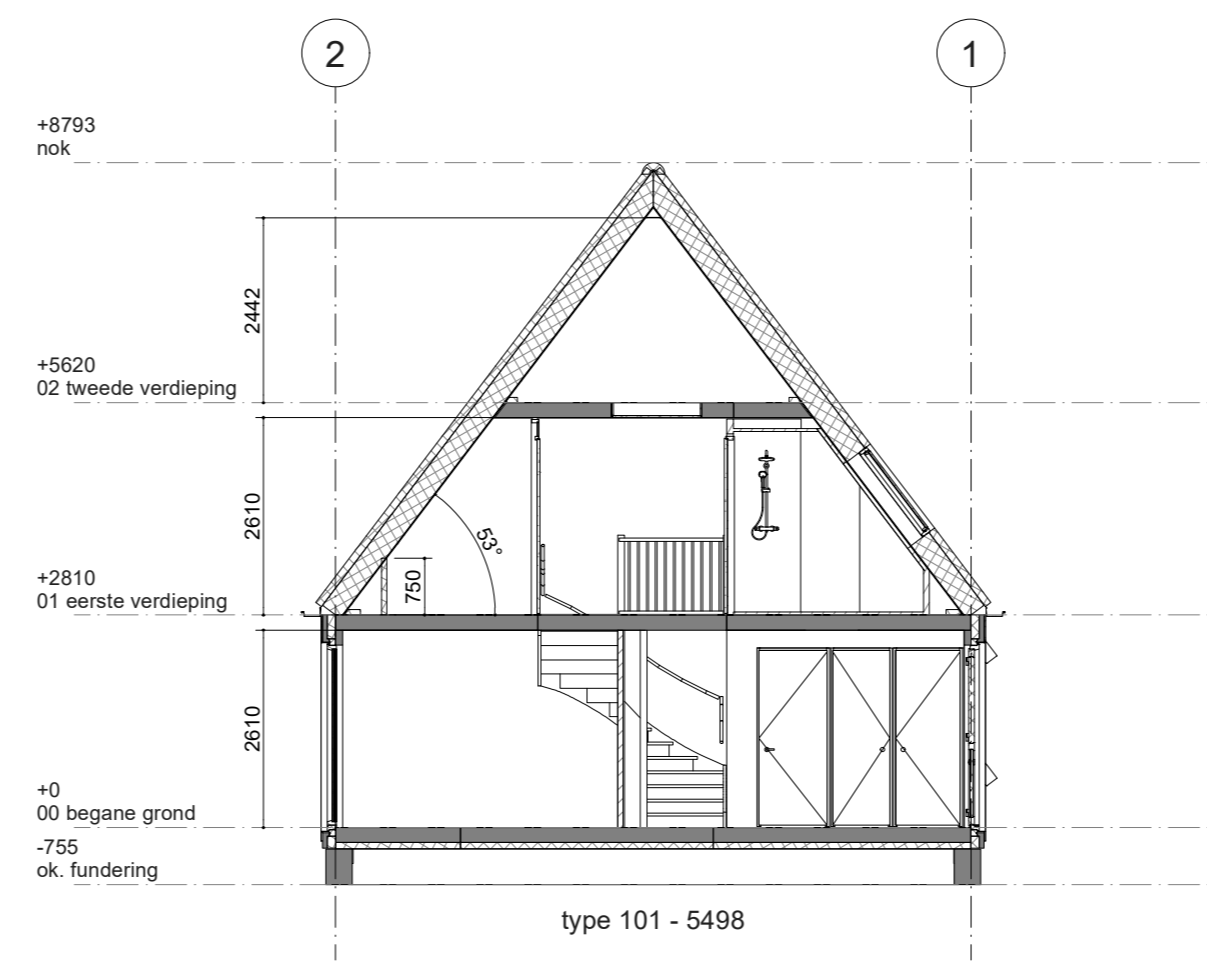 2
1
+8793
nok
2442
+5620
02 tweede verdieping
2610
53°
750
+2810
01 eerste verdieping
2610
+0
00 begane grond
-755
ok. fundering
type 101 - 5498